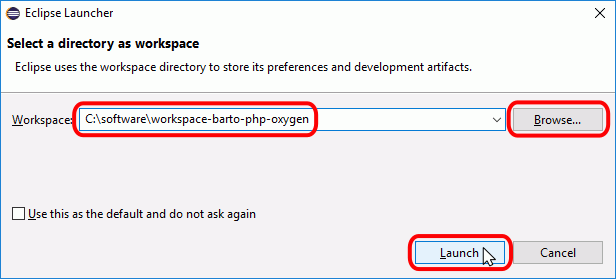 Eclipse Launcher
Select a directory as workspace
Eclipse uses the workspace directory to store its preferences and development artifacts.
Workspace: C:\software\workspace-barto-php-oxygen Browse...
Use this as the default and do not ask again
Launch Cancel